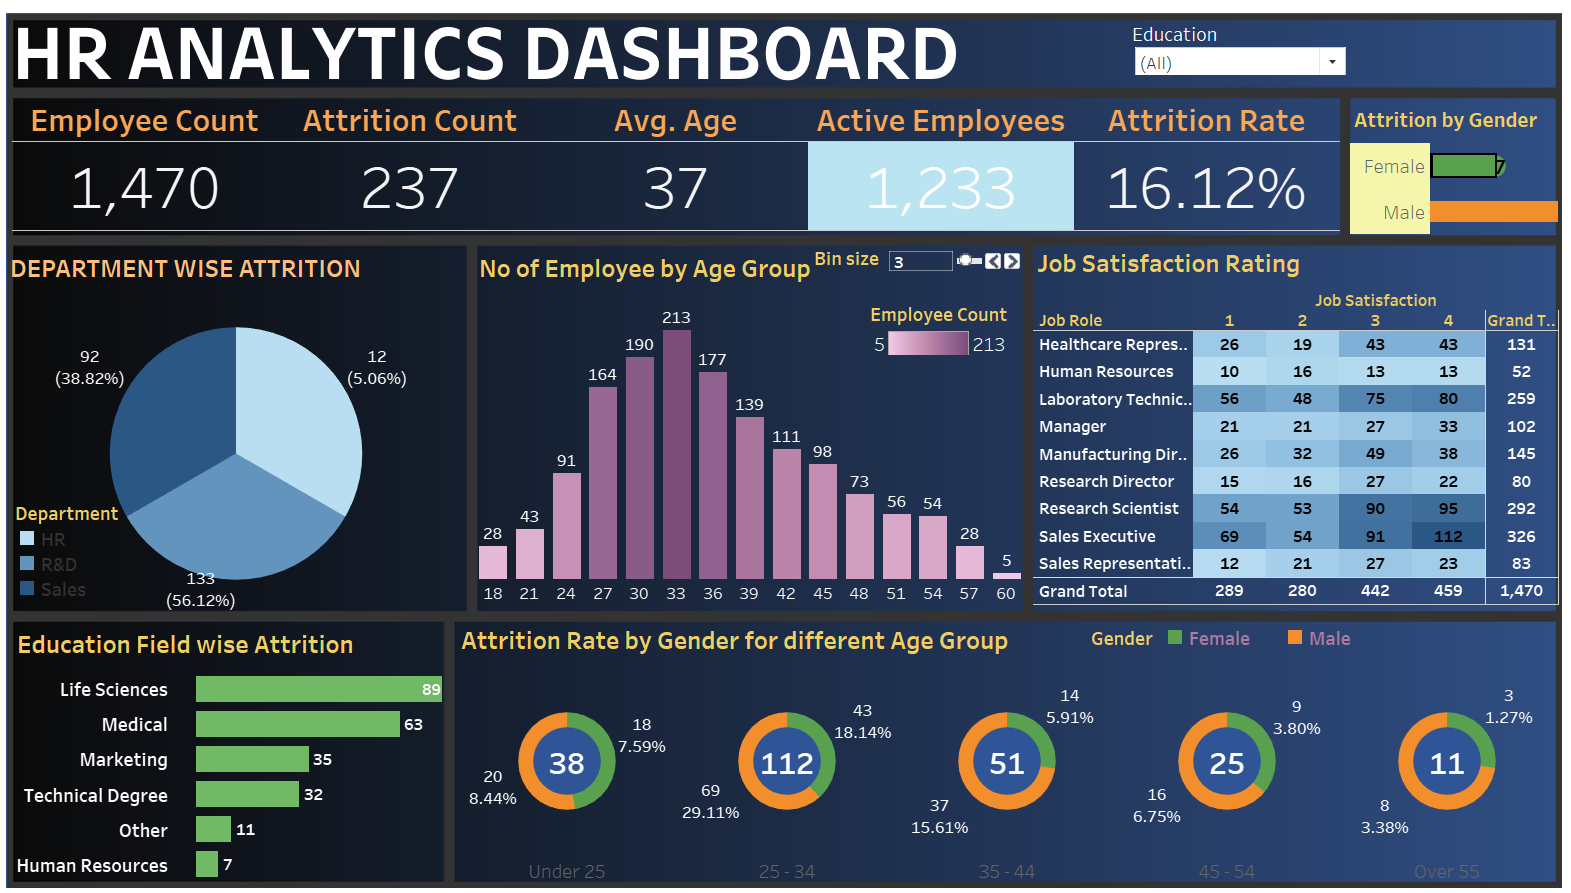 HR ANALYTICS DASHBOARD
Education
(All)
Employee Count Attrition Count Avg. Age Active Employees Attrition Rate
1,470 237 37 1,233 16.12%
Attrition by Gender
Female
Male
DEPARTMENT WISE ATTRITION
92
(38.82%)
12
(5.06%)
133
(56.12%)
Department
HR
R&D
Sales
No of Employee by Age Group
Bin size 3
Employee Count
5 213
28 43 91 164 190 213 177 139 111 98 73 56 54 28 5
18 21 24 27 30 33 36 39 42 45 48 51 54 57 60
Job Satisfaction Rating
Job Satisfaction
Job Role 1 2 3 4 Grand T..
Healthcare Repres.. 26 19 43 43 131
Human Resources 10 16 13 13 52
Laboratory Technic.. 56 48 75 80 259
Manager 21 21 27 33 102
Manufacturing Dir.. 26 32 49 38 145
Research Director 15 16 27 22 80
Research Scientist 54 53 90 95 292
Sales Executive 69 54 91 112 326
Sales Representati.. 12 21 27 23 83
Grand Total 289 280 442 459 1,470
Education Field wise Attrition
Life Sciences 89
Medical 63
Marketing 35
Technical Degree 32
Other 11
Human Resources 7
Attrition Rate by Gender for different Age Group
Gender Female Male
18
7.59%
38
20
8.44%
Under 25
43
18.14%
112
69
29.11%
25 - 34
14
5.91%
51
37
15.61%
35 - 44
9
3.80%
25
16
6.75%
45 - 54
3
1.27%
11
8
3.38%
Over 55